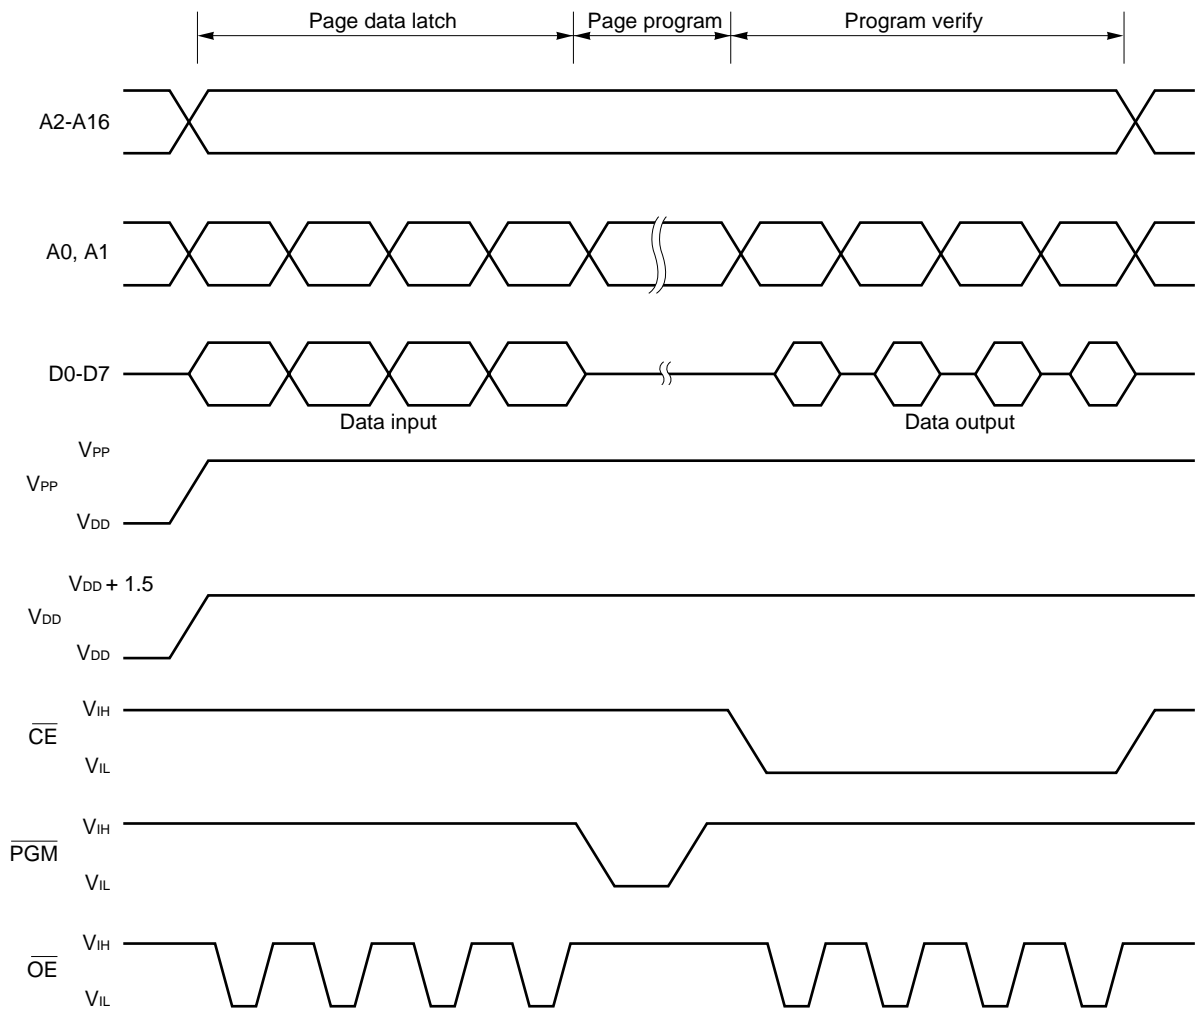 Page data latch
Page program
Program verify
A2-A16
A0, A1
D0-D7
Data input
Data output
VPP
VPP
VDD
VDD + 1.5
VDD
VDD
VIH
CE
VIL
VIH
PGM
VIL
VIH
OE
VIL